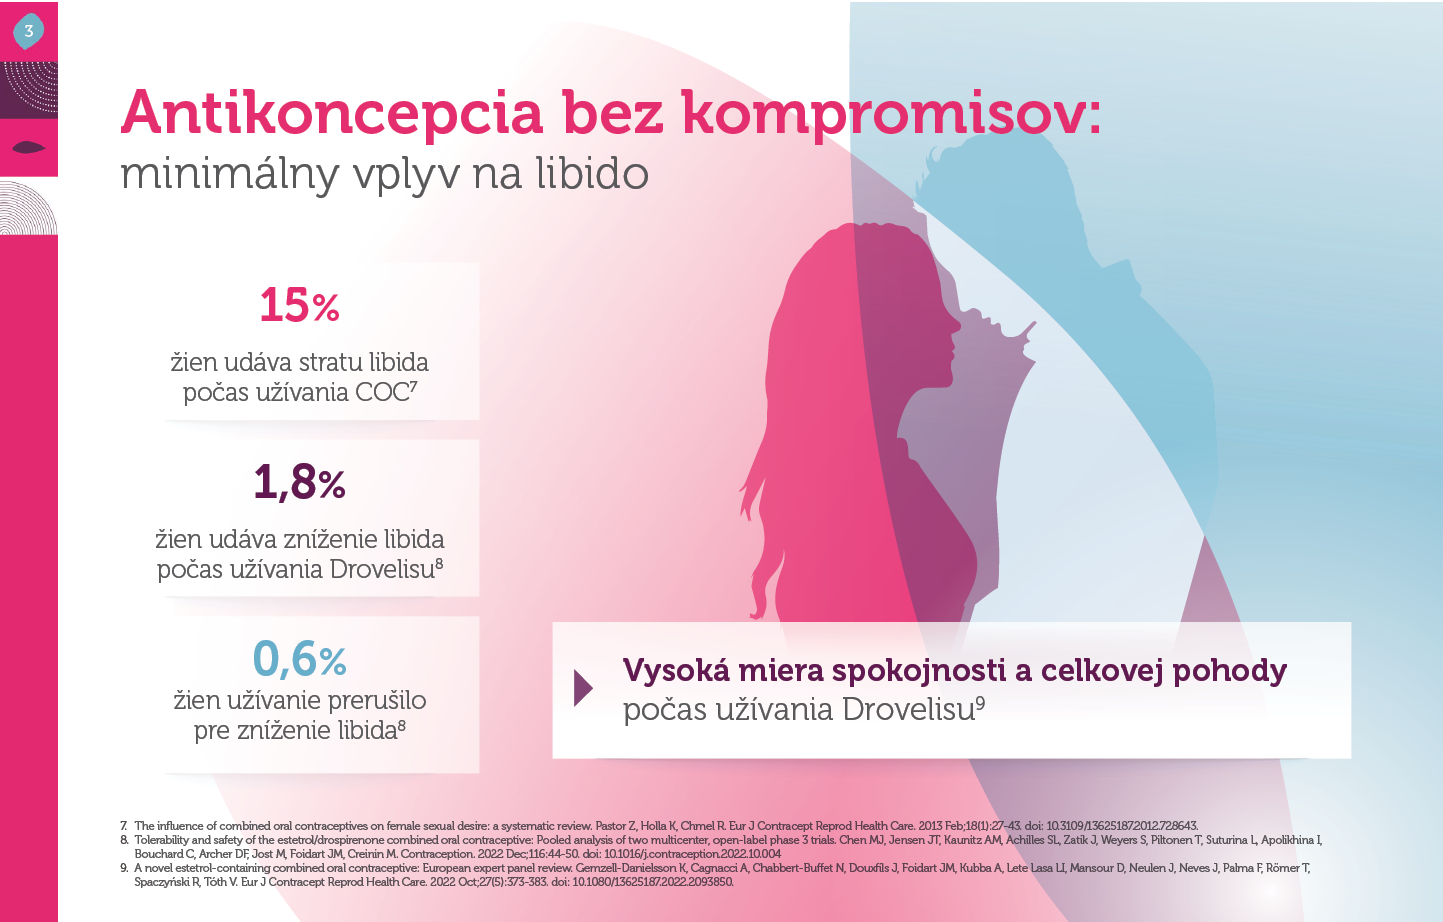 3
Antikoncepcia bez kompromisov:
minimálny vplyv na libido
15%
žien udáva stratu libida
počas užívania COC⁷
1,8%
žien udáva zníženie libida
počas užívania Drovelisu⁸
0,6%
žien užívanie prerušilo
pre zníženie libida⁸
Vysoká miera spokojnosti a celkovej pohody
počas užívania Drovelisu⁹
7. The influence of combined oral contraceptives on female sexual desire: a systematic review. Pastor Z, Holla K, Chmel R. Eur J Contracept Reprod Health Care. 2013 Feb;18(1):27-43. doi: 10.3109/13625187.2012.728643.
8. Tolerability and safety of the estetrol/drospirenone combined oral contraceptive: Pooled analysis of two multicenter, open-label phase 3 trials. Chen MJ, Jensen JT, Kaunitz AM, Achilles SL, Zatik J, Weyers S, Piltonen T, Suturina L, Apolikhina I,
Bouchard C, Archer DF, Jost M, Foidart JM, Creinin M. Contraception. 2022 Dec;116:44-50. doi: 10.1016/j.contraception.2022.10.004
9. A novel estetrol-containing combined oral contraceptive: European expert panel review. Gemzell-Danielsson K, Cagnacci A, Chabbert-Buffet N, Douxfils J, Foidart JM, Kubba A, Lete Lasa LI, Mansour D, Neulen J, Neves J, Palma F, Römer T,
Spaczyński R, Tóth V. Eur J Contracept Reprod Health Care. 2022 Oct;27(5):373-383. doi: 10.1080/13625187.2022.2093850.